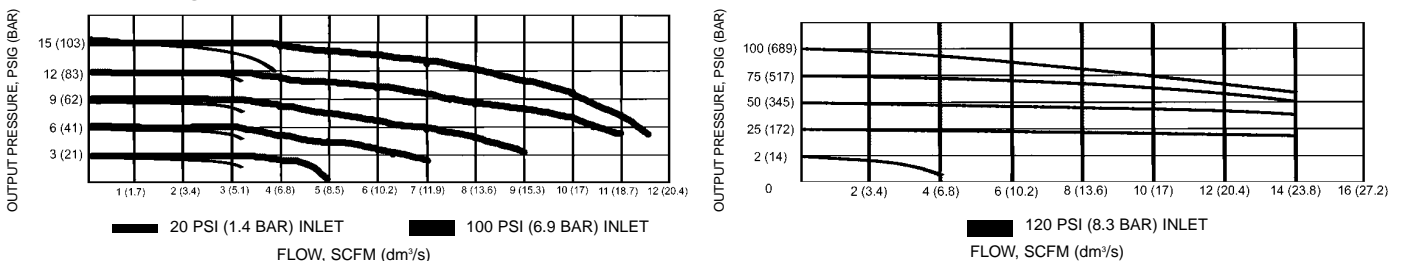 OUTPUT PRESSURE, PSIG (BAR)
15 (103)
12 (83)
9 (62)
6 (41)
3 (21)
1 (1.7) 2 (3.4) 3 (5.1) 4 (6.8) 5 (8.5) 6 (10.2) 7 (11.9) 8 (13.6) 9 (15.3) 10 (17) 11 (18.7) 12 (20.4)
20 PSI (1.4 BAR) INLET 100 PSI (6.9 BAR) INLET
FLOW, SCFM (dm³/s)
OUTPUT PRESSURE, PSIG (BAR)
100 (689)
75 (517)
50 (345)
25 (172)
2 (14)
0
2 (3.4) 4 (6.8) 6 (10.2) 8 (13.6) 10 (17) 12 (20.4) 14 (23.8) 16 (27.2)
120 PSI (8.3 BAR) INLET
FLOW, SCFM (dm³/s)